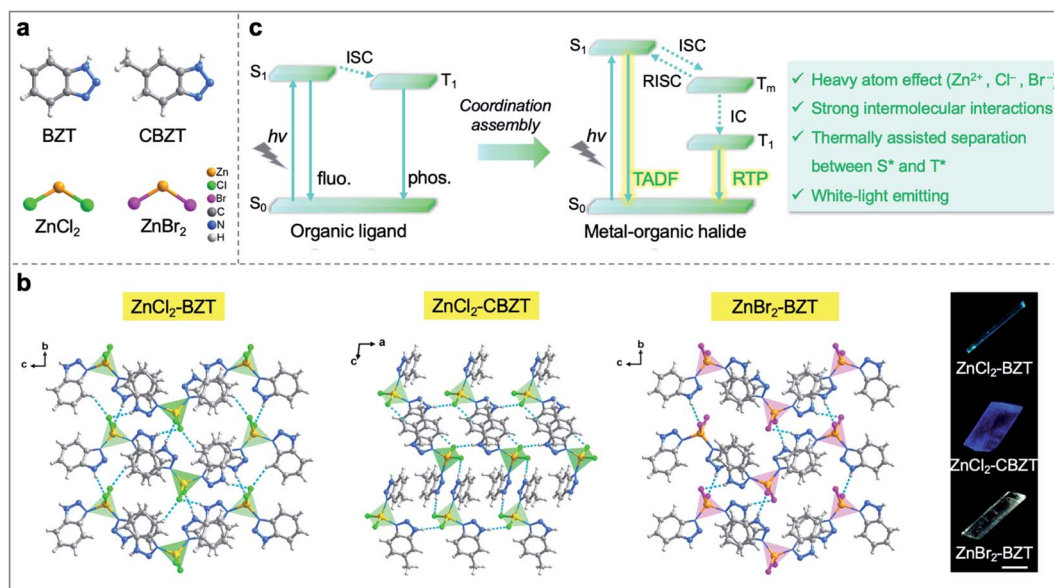 a
BZT
CBZT
ZnCl₂
ZnBr₂
Zn
Cl
Br
C
N
H
c
S₁
ISC
T₁
hv
fluo.
phos.
S₀
Organic ligand
Coordination
assembly
S₁
ISC
RISC
Tₘ
IC
T₁
hv
TADF
RTP
S₀
Metal-organic halide
✓ Heavy atom effect (Zn²⁺, Cl⁻, Br⁻)
✓ Strong intermolecular interactions
✓ Thermally assisted separation
between S* and T*
✓ White-light emitting
b
ZnCl₂-BZT
b
c
ZnCl₂-CBZT
a
c
ZnBr₂-BZT
b
c
ZnCl₂-BZT
ZnCl₂-CBZT
ZnBr₂-BZT